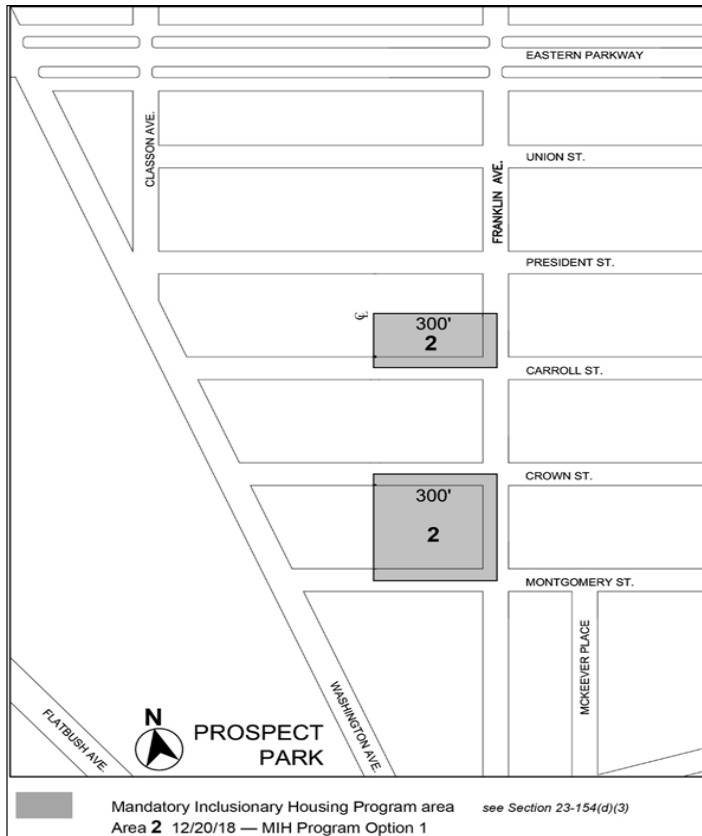 EASTERN PARKWAY
CLASSON AVE.
UNION ST.
FRANKLIN AVE.
PRESIDENT ST.
℄
300'
2
CARROLL ST.
300'
2
CROWN ST.
MONTGOMERY ST.
MCKEEVER PLACE
WASHINGTON AVE.
FLATBUSH AVE.
N
PROSPECT
PARK
Mandatory Inclusionary Housing Program area see Section 23-154(d)(3)
Area 2 12/20/18 — MIH Program Option 1